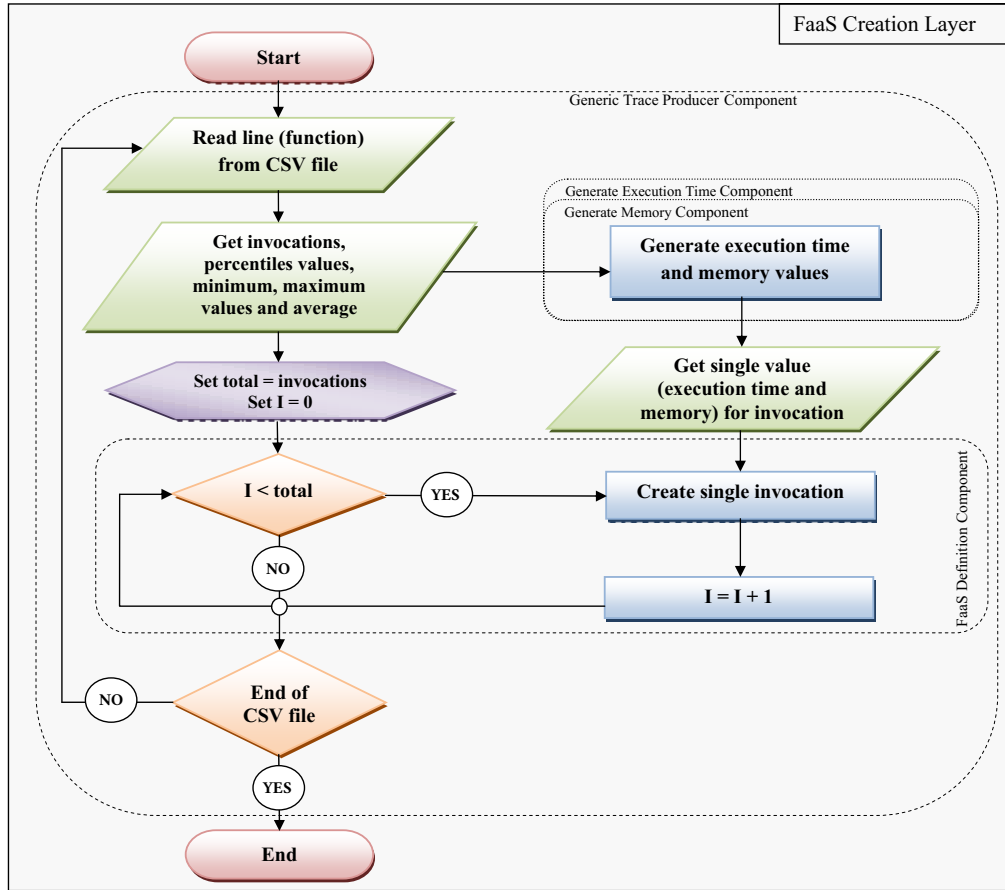 FaaS Creation Layer
Start
Generic Trace Producer Component
Read line (function)
from CSV file
Generate Execution Time Component
Generate Memory Component
Get invocations,
percentiles values,
minimum, maximum
values and average
Generate execution time
and memory values
Set total = invocations
Set I = 0
Get single value
(execution time and
memory) for invocation
I < total
YES
Create single invocation
NO
I = I + 1
FaaS Definition Component
End of
CSV file
NO
YES
End